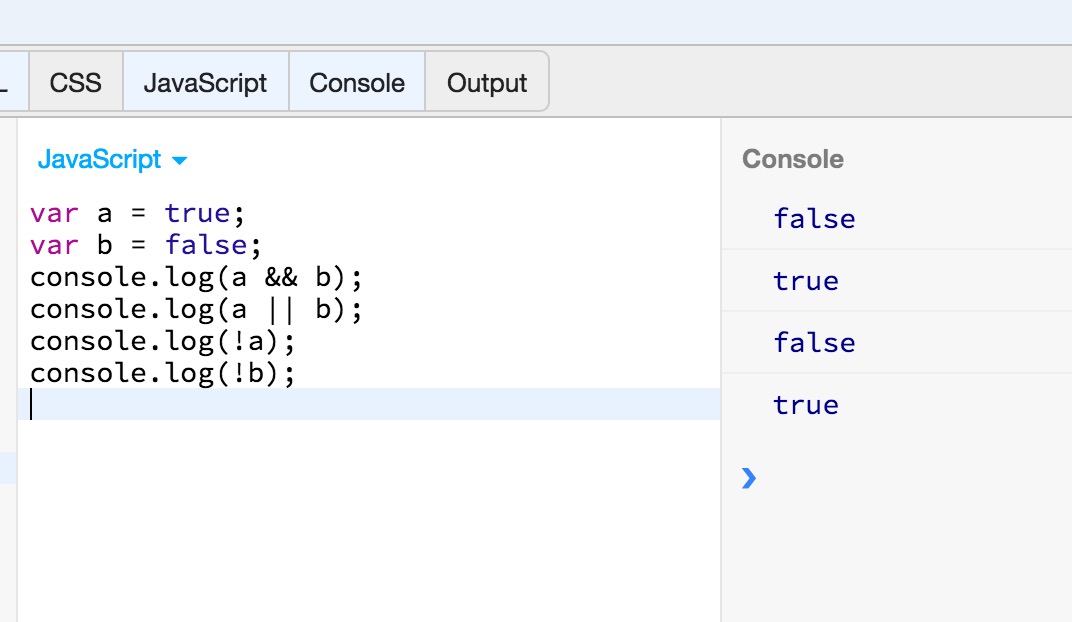 CSS JavaScript Console Output
JavaScript
var a = true;
var b = false;
console.log(a && b);
console.log(a || b);
console.log(!a);
console.log(!b);
Console
false
true
false
true